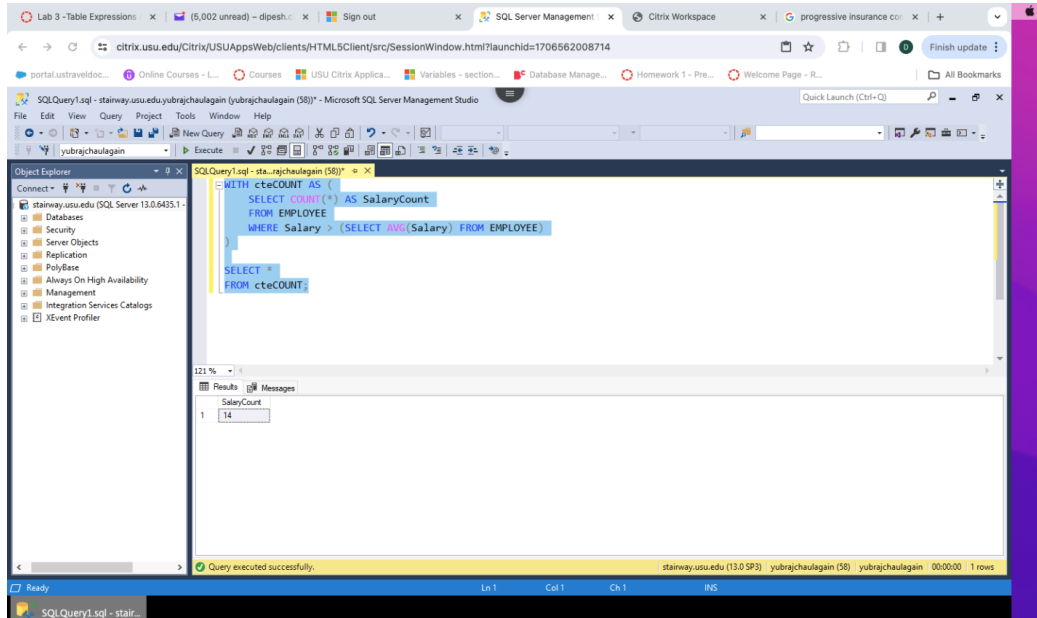 Lab 3 -Table Expressions
(5,002 unread) – dipesh.c
Sign out
SQL Server Management S
Citrix Workspace
progressive insurance con
citrix.usu.edu/Citrix/USUAppsWeb/clients/HTML5Client/src/SessionWindow.html?launchid=1706562008714
D
Finish update
portal.ustraveldoc...
Online Courses - L...
Courses
USU Citrix Applica...
Variables - section...
Database Manage...
Homework 1 - Pre...
Welcome Page - R...
All Bookmarks
SQLQuery1.sql - stairway.usu.edu.yubrajchaulagain (yubrajchaulagain (58))* - Microsoft SQL Server Management Studio
Quick Launch (Ctrl+Q)
File Edit View Query Project Tools Window Help
New Query
yubrajchaulagain
Execute
Object Explorer
SQLQuery1.sql - sta...rajchaulagain (58))*
Connect
stairway.usu.edu (SQL Server 13.0.6435.1 -
Databases
Security
Server Objects
Replication
PolyBase
Always On High Availability
Management
Integration Services Catalogs
XEvent Profiler
WITH cteCOUNT AS (
SELECT COUNT(*) AS SalaryCount
FROM EMPLOYEE
WHERE Salary > (SELECT AVG(Salary) FROM EMPLOYEE)
)
SELECT *
FROM cteCOUNT;
121 %
Results
Messages
SalaryCount
1 14
Query executed successfully.
stairway.usu.edu (13.0 SP3)
yubrajchaulagain (58)
yubrajchaulagain
00:00:00
1 rows
Ready
Ln 1
Col 1
Ch 1
INS
SQLQuery1.sql - stair...